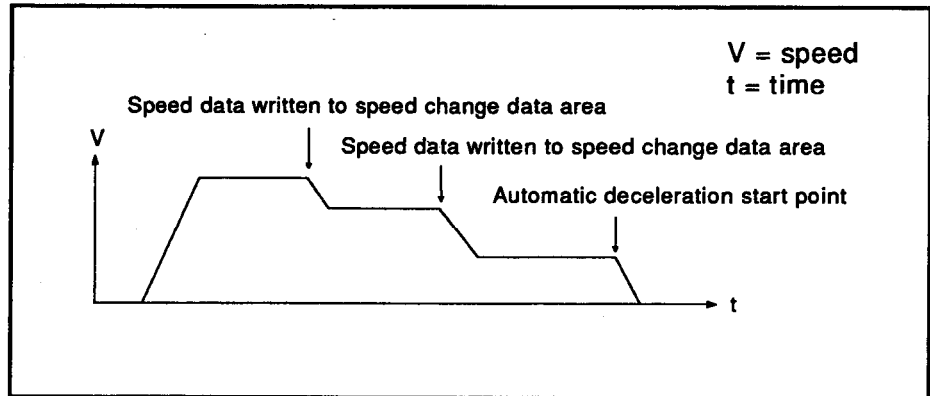 V = speed
t = time
Speed data written to speed change data area
V
Speed data written to speed change data area
Automatic deceleration start point
t